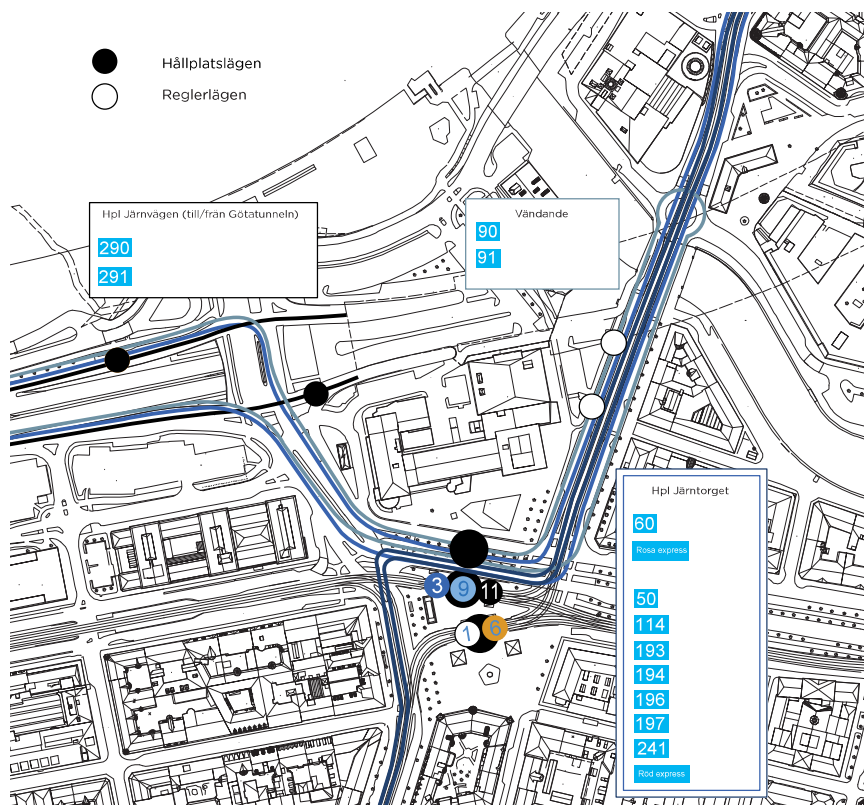 Hållplatslägen
Reglerlägen
Hpl Järnvägen (till/från Götatunneln)
290
291
Vändande
90
91
Hpl Järntorget
60
Rosa express
50
114
193
194
196
197
241
Röd express
3
9
11
1
6